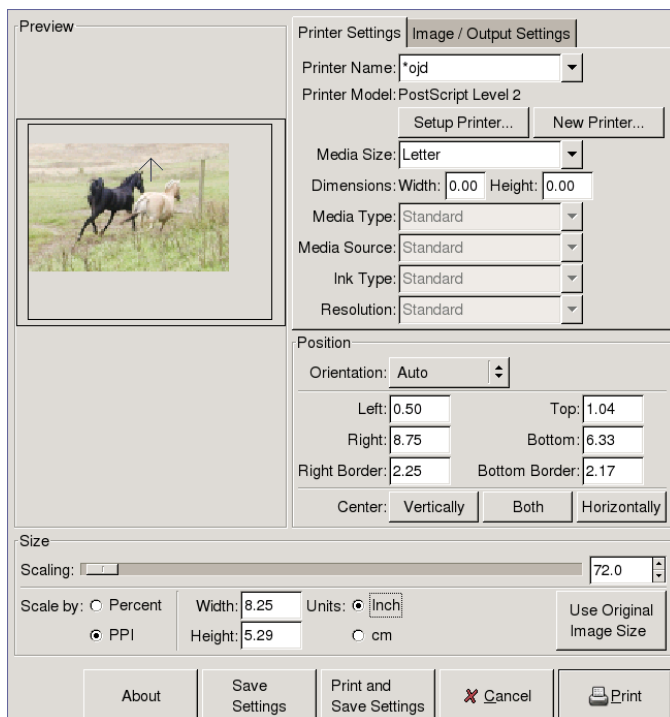 Preview
Printer Settings
Image / Output Settings
Printer Name: *ojd
Printer Model: PostScript Level 2
Setup Printer...
New Printer...
Media Size: Letter
Dimensions: Width: 0.00 Height: 0.00
Media Type: Standard
Media Source: Standard
Ink Type: Standard
Resolution: Standard
Position
Orientation: Auto
Left: 0.50 Top: 1.04
Right: 8.75 Bottom: 6.33
Right Border: 2.25 Bottom Border: 2.17
Center: Vertically Both Horizontally
Size
Scaling: 72.0
Scale by: Percent Width: 8.25 Units: Inch
PPI Height: 5.29 cm
Use Original
Image Size
About
Save
Settings
Print and
Save Settings
Cancel
Print